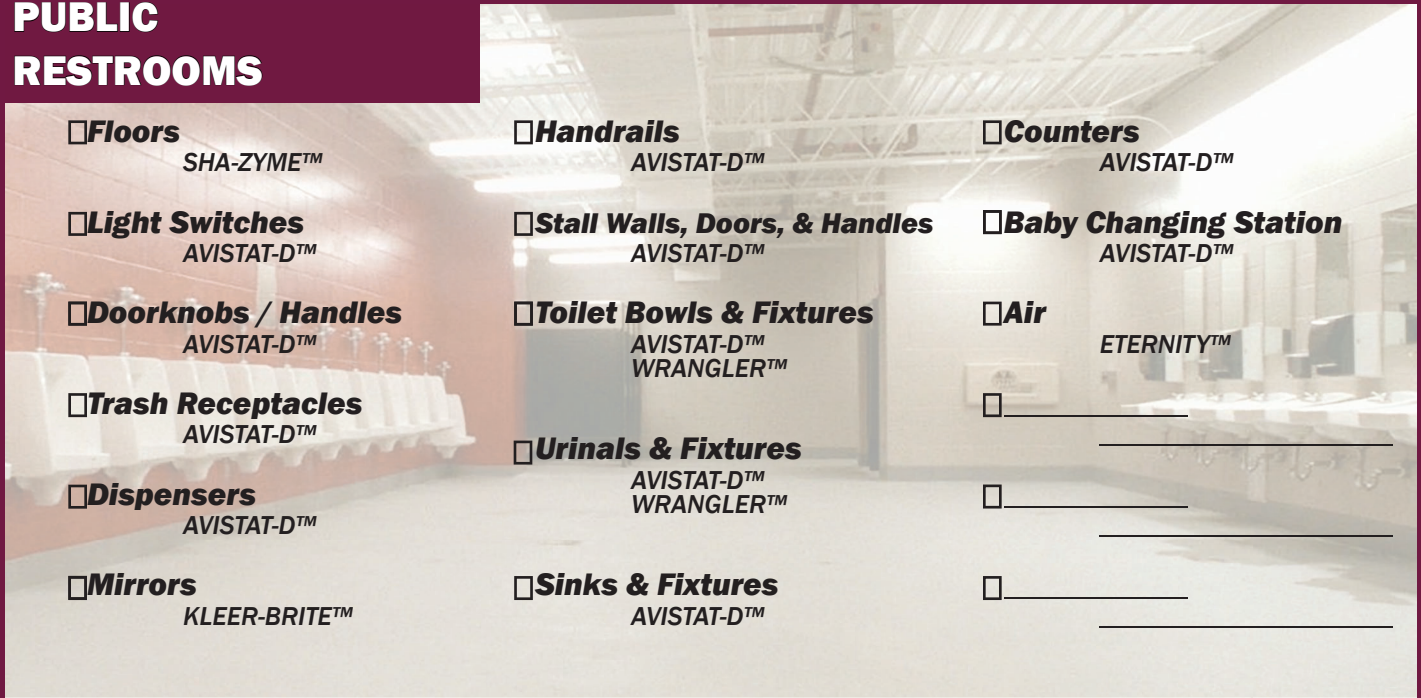 PUBLIC
RESTROOMS
☐Floors
SHA-ZYME™
☐Light Switches
AVISTAT-D™
☐Doorknobs / Handles
AVISTAT-D™
☐Trash Receptacles
AVISTAT-D™
☐Dispensers
AVISTAT-D™
☐Mirrors
KLEER-BRITE™
☐Handrails
AVISTAT-D™
☐Stall Walls, Doors, & Handles
AVISTAT-D™
☐Toilet Bowls & Fixtures
AVISTAT-D™
WRANGLER™
☐Urinals & Fixtures
AVISTAT-D™
WRANGLER™
☐Sinks & Fixtures
AVISTAT-D™
☐Counters
AVISTAT-D™
☐Baby Changing Station
AVISTAT-D™
☐Air
ETERNITY™